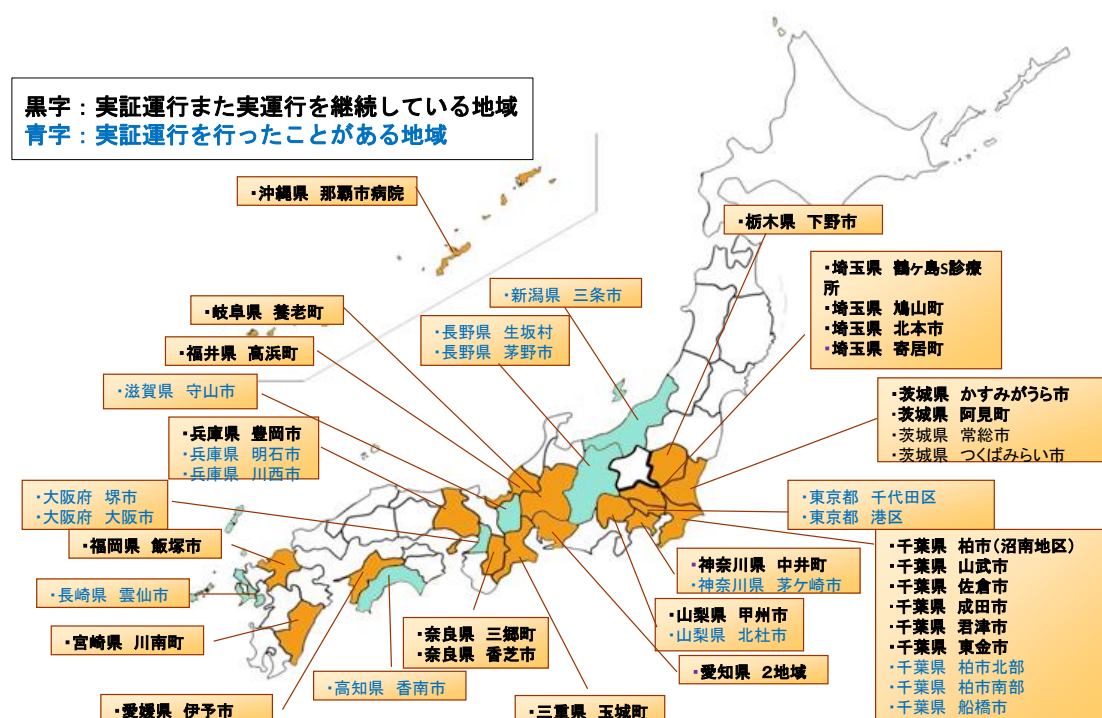 黒字：実証運行また実運行を継続している地域
青字：実証運行を行ったことがある地域
・沖縄県 那覇市病院
・栃木県 下野市
・埼玉県 鶴ヶ島S診療
所
・埼玉県 鳩山町
・埼玉県 北本市
・埼玉県 寄居町
・新潟県 三条市
・岐阜県 養老町
・長野県 生坂村
・長野県 茅野市
・福井県 高浜町
・滋賀県 守山市
・茨城県 かすみがうら市
・茨城県 阿見町
・茨城県 常総市
・茨城県 つくばみらい市
・兵庫県 豊岡市
・兵庫県 明石市
・兵庫県 川西市
・大阪府 堺市
・大阪府 大阪市
・東京都 千代田区
・東京都 港区
・福岡県 飯塚市
・千葉県 柏市（沼南地区）
・千葉県 山武市
・千葉県 佐倉市
・千葉県 成田市
・千葉県 君津市
・千葉県 東金市
・千葉県 柏市北部
・千葉県 柏市南部
・千葉県 船橋市
・神奈川県 中井町
・神奈川県 茅ケ崎市
・長崎県 雲仙市
・山梨県 甲州市
・山梨県 北杜市
・宮崎県 川南町
・奈良県 三郷町
・奈良県 香芝市
・愛知県 2地域
・高知県 香南市
・愛媛県 伊予市
・三重県 玉城町